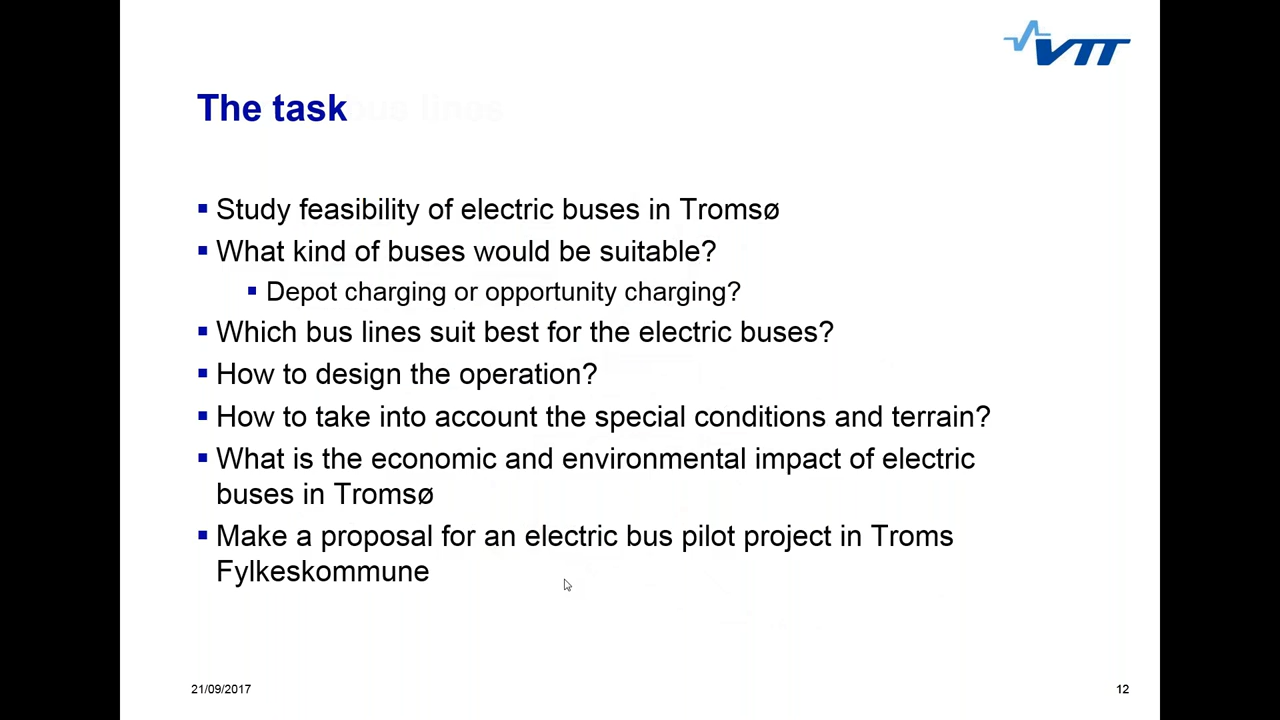 VTT
The task
bus lines
▪ Study feasibility of electric buses in Tromsø
▪ What kind of buses would be suitable?
▪ Depot charging or opportunity charging?
▪ Which bus lines suit best for the electric buses?
▪ How to design the operation?
▪ How to take into account the special conditions and terrain?
▪ What is the economic and environmental impact of electric
buses in Tromsø
▪ Make a proposal for an electric bus pilot project in Troms
Fylkeskommune
21/09/2017
12